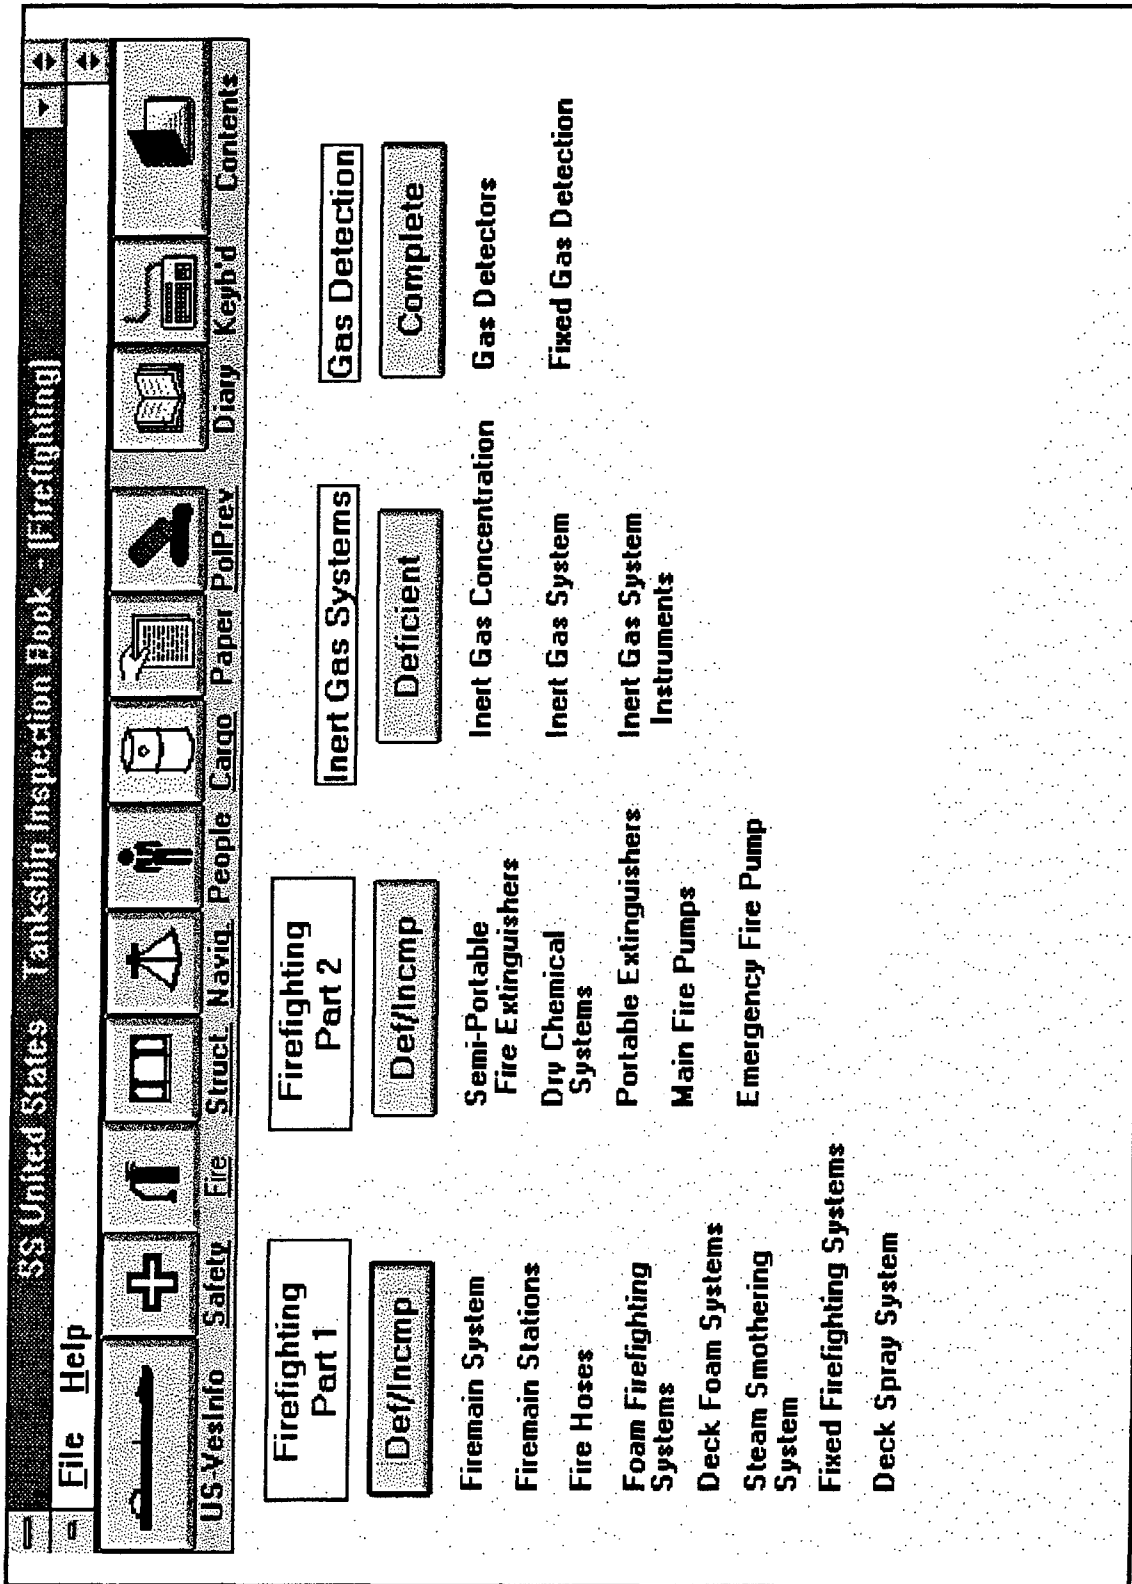 SS United States - Tankship Inspection Book - [Firefighting]
File Help
US-VesInfo Safety Fire Struct. Navig. People Cargo Paper PolPrev Diary Keyb'd Contents
Firefighting
Part 1
Def/Incmp
Firemain System
Firemain Stations
Fire Hoses
Foam Firefighting
Systems
Deck Foam Systems
Steam Smothering
System
Fixed Firefighting Systems
Deck Spray System
Firefighting
Part 2
Def/Incmp
Semi-Portable
Fire Extinguishers
Dry Chemical
Systems
Portable Extinguishers
Main Fire Pumps
Emergency Fire Pump
Inert Gas Systems
Deficient
Inert Gas Concentration
Inert Gas System
Inert Gas System
Instruments
Gas Detection
Complete
Gas Detectors
Fixed Gas Detection